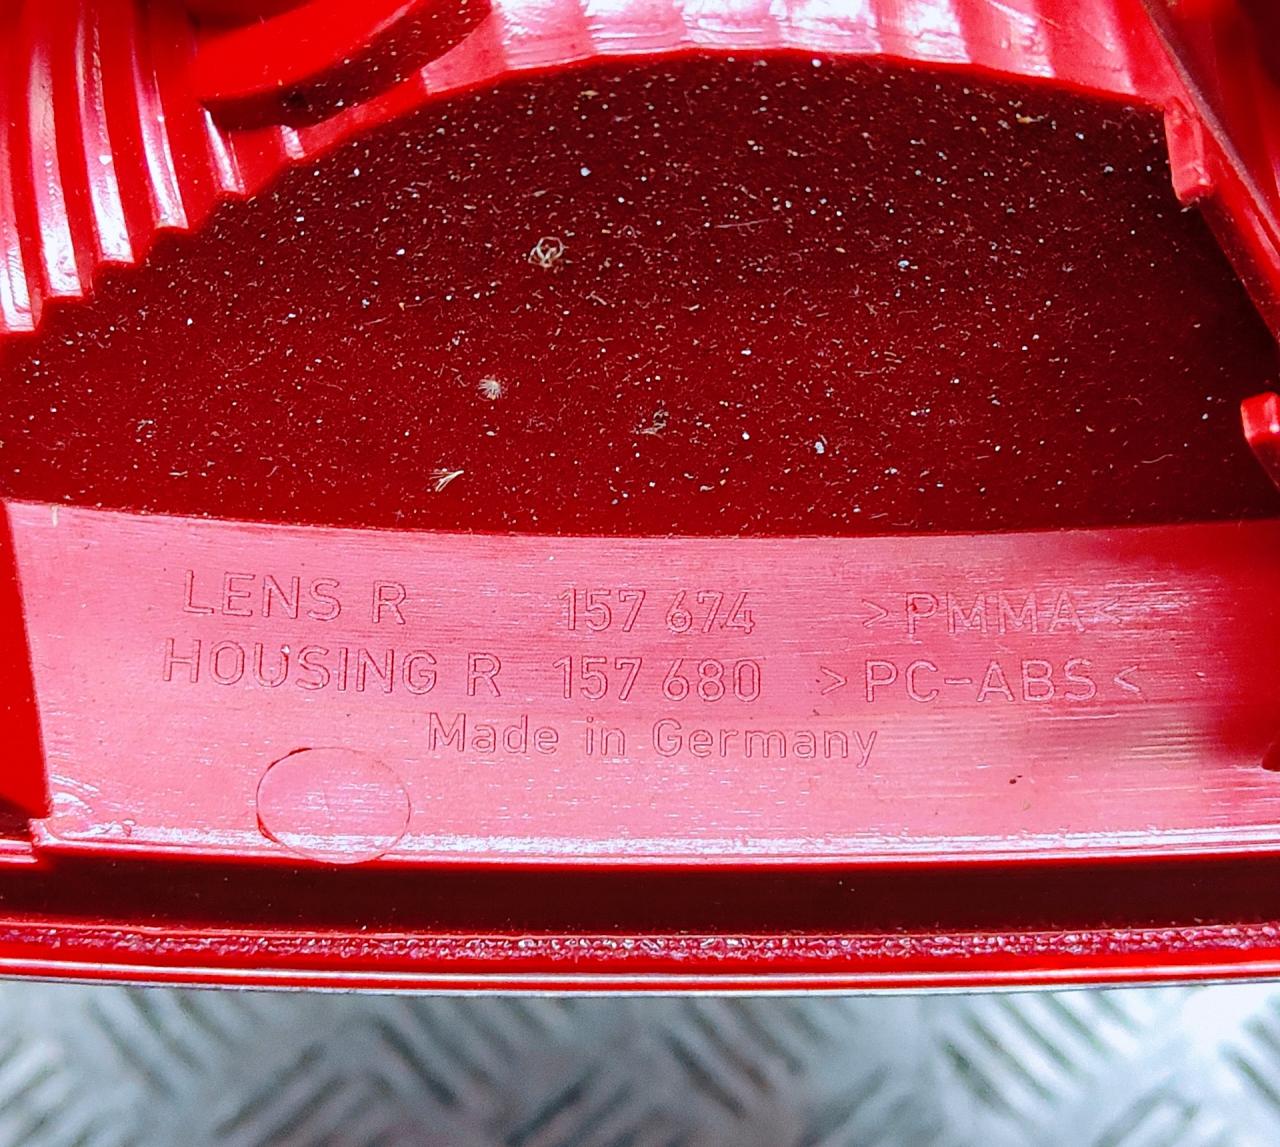 LENS R 157 674 >PMMA<
HOUSING R 157 680 >PC-ABS<
Made in Germany